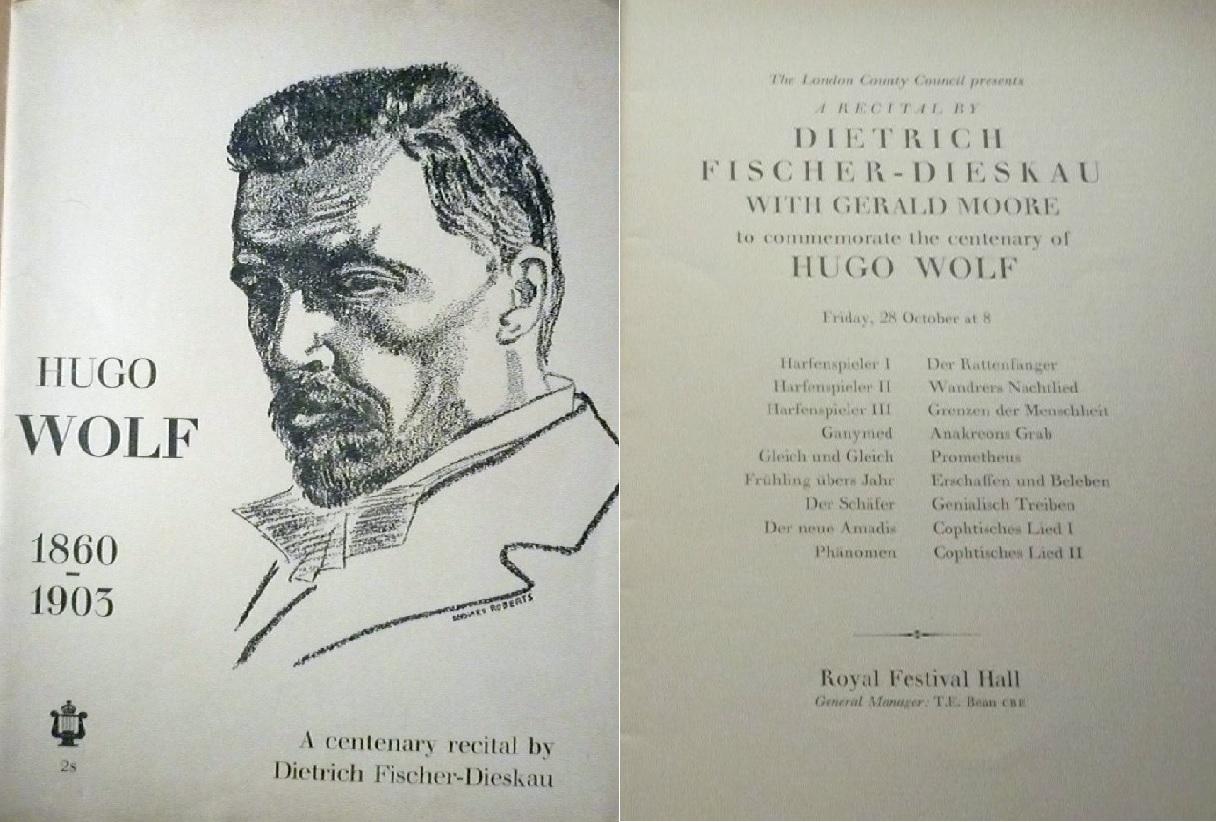 HUGO
WOLF
1860
-
1903
2s
A centenary recital by
Dietrich Fischer-Dieskau
ROBERTS
The London County Council presents
A RECITAL BY
DIETRICH
FISCHER-DIESKAU
WITH GERALD MOORE
to commemorate the centenary of
HUGO WOLF
Friday, 28 October at 8
Harfenspieler I Der Rattenfänger
Harfenspieler II Wandrers Nachtlied
Harfenspieler III Grenzen der Menschheit
Ganymed Anakreons Grab
Gleich und Gleich Prometheus
Frühling übers Jahr Erschaffen und Beleben
Der Schäfer Genialisch Treiben
Der neue Amadis Cophtisches Lied I
Phänomen Cophtisches Lied II
Royal Festival Hall
General Manager: T.E. Bean CBE